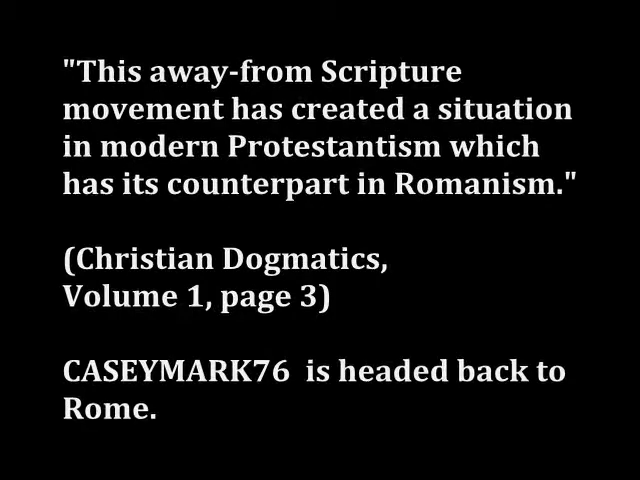 "This away-from Scripture
movement has created a situation
in modern Protestantism which
has its counterpart in Romanism."
(Christian Dogmatics,
Volume 1, page 3)
CASEYMARK76 is headed back to
Rome.